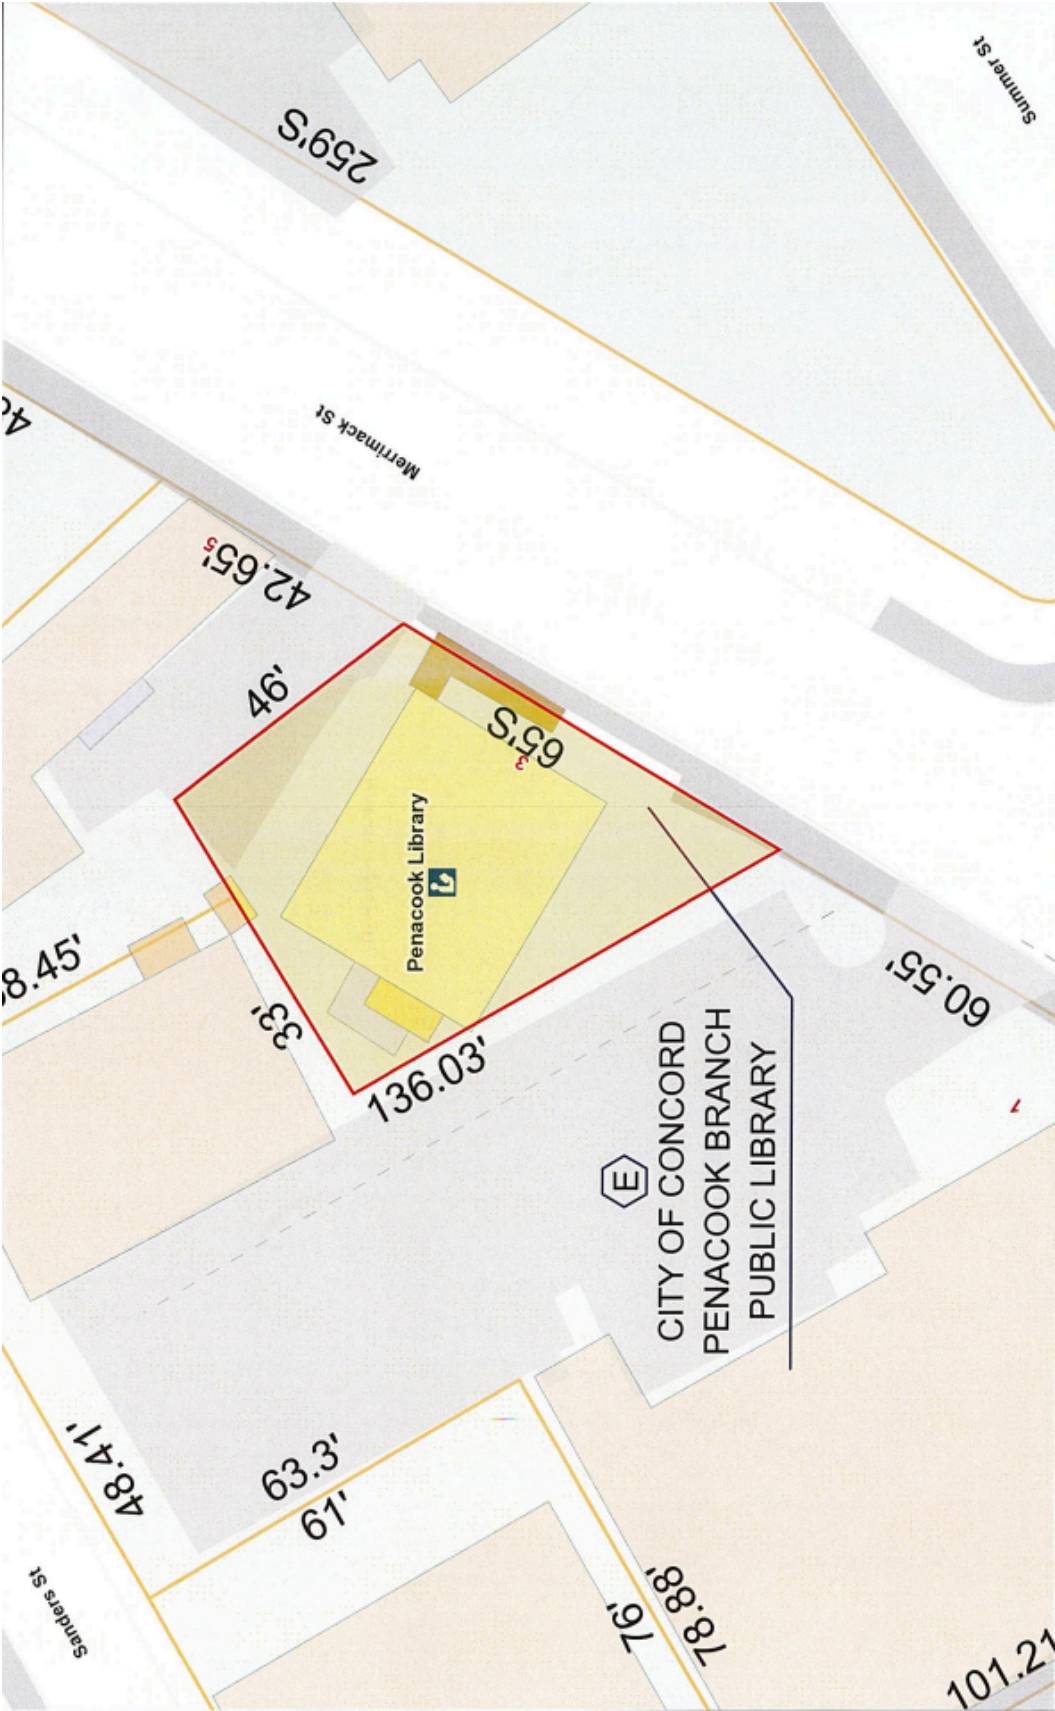 Summer St
259'S
Merrimack St
42.65'
5
46'
65'S
3
Penacook Library
8.45'
33'
136.03'
60.55'
1
E
CITY OF CONCORD
PENACOOK BRANCH
PUBLIC LIBRARY
48.41'
63.3'
61'
Sanders St
76'
78.88'
101.21